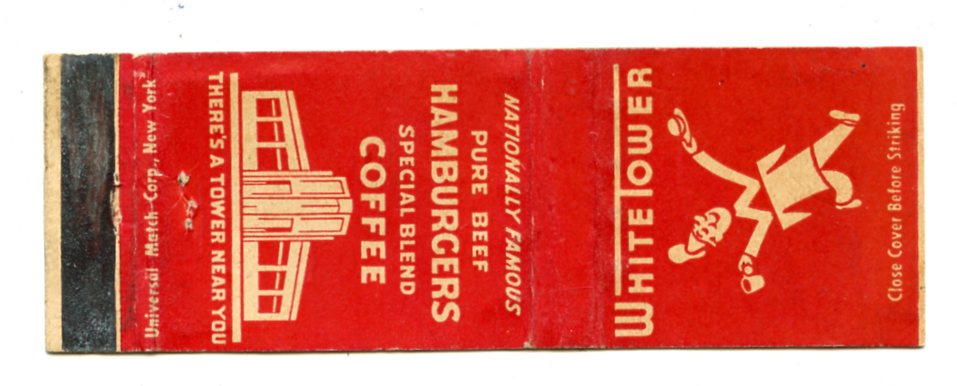 WHITE TOWER
Close Cover Before Striking
NATIONALLY FAMOUS
PURE BEEF
HAMBURGERS
SPECIAL BLEND
COFFEE
THERE'S A TOWER NEAR YOU
Universal Match Corp., New York